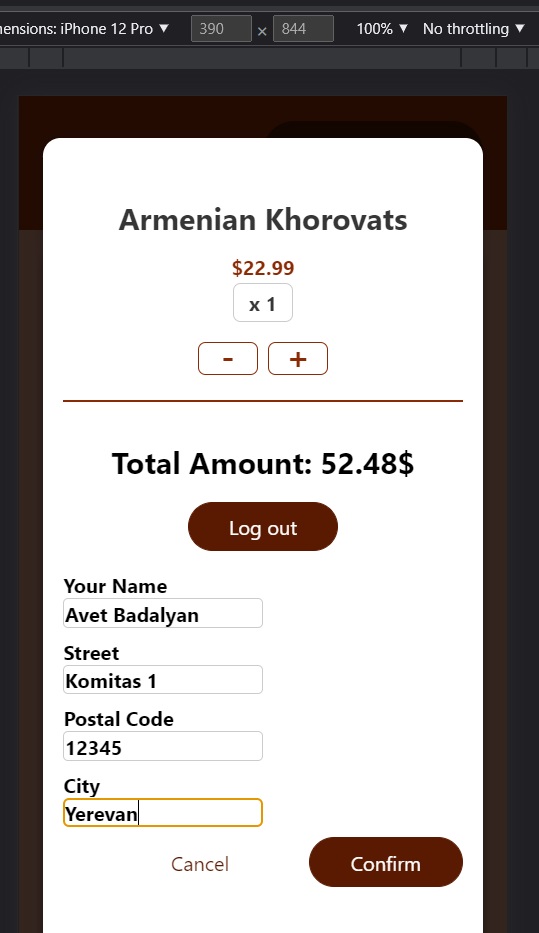 ensions: iPhone 12 Pro ▼ 390 × 844 100% ▼ No throttling ▼
Armenian Khorovats
$22.99
x 1
- +
Total Amount: 52.48$
Log out
Your Name
Avet Badalyan
Street
Komitas 1
Postal Code
12345
City
Yerevan
Cancel Confirm